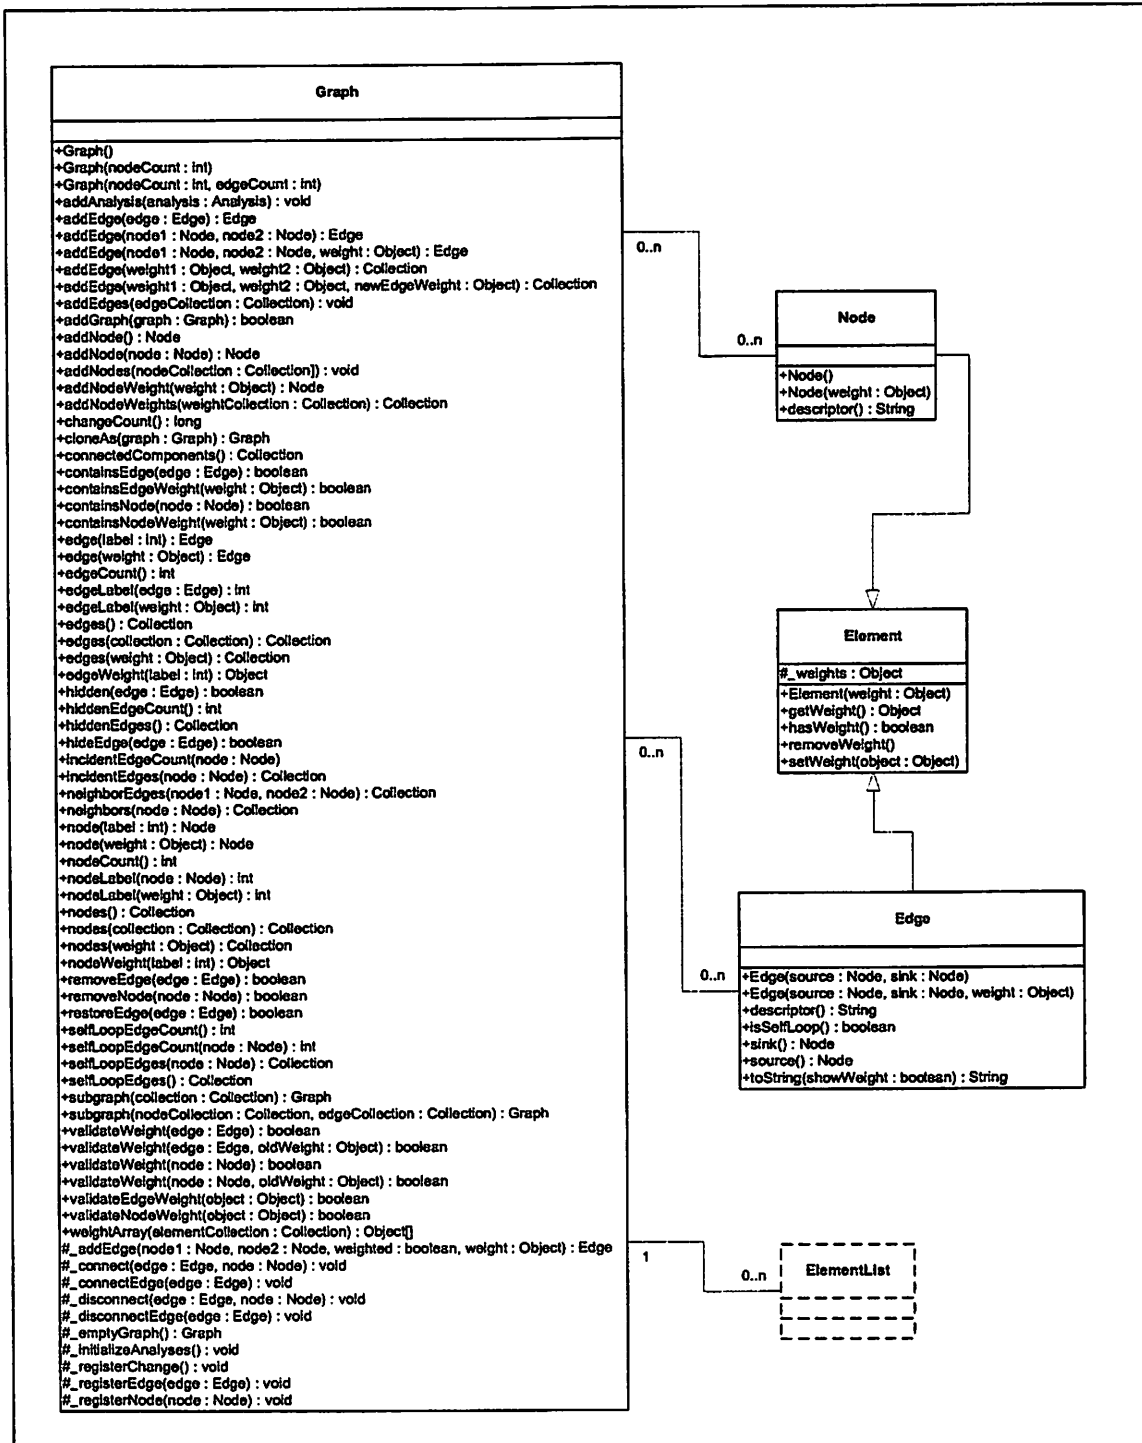 Graph
+Graph()
+Graph(nodeCount : int)
+Graph(nodeCount : int, edgeCount : int)
+addAnalysis(analysis : Analysis) : void
+addEdge(edge : Edge) : Edge
+addEdge(node1 : Node, node2 : Node) : Edge
+addEdge(node1 : Node, node2 : Node, weight : Object) : Edge
+addEdge(weight1 : Object, weight2 : Object) : Collection
+addEdge(weight1 : Object, weight2 : Object, newEdgeWeight : Object) : Collection
+addEdges(edgeCollection : Collection) : void
+addGraph(graph : Graph) : boolean
+addNode() : Node
+addNode(node : Node) : Node
+addNodes(nodeCollection : Collection]) : void
+addNodeWeight(weight : Object) : Node
+addNodeWeights(weightCollection : Collection) : Collection
+changeCount() : long
+cloneAs(graph : Graph) : Graph
+connectedComponents() : Collection
+containsEdge(edge : Edge) : boolean
+containsEdgeWeight(weight : Object) : boolean
+containsNode(node : Node) : boolean
+containsNodeWeight(weight : Object) : boolean
+edge(label : int) : Edge
+edge(weight : Object) : Edge
+edgeCount() : int
+edgeLabel(edge : Edge) : int
+edgeLabel(weight : Object) : int
+edges() : Collection
+edges(collection : Collection) : Collection
+edges(weight : Object) : Collection
+edgeWeight(label : int) : Object
+hidden(edge : Edge) : boolean
+hiddenEdgeCount() : int
+hiddenEdges() : Collection
+hideEdge(edge : Edge) : boolean
+incidentEdgeCount(node : Node)
+incidentEdges(node : Node) : Collection
+neighborEdges(node1 : Node, node2 : Node) : Collection
+neighbors(node : Node) : Collection
+node(label : int) : Node
+node(weight : Object) : Node
+nodeCount() : int
+nodeLabel(node : Node) : int
+nodeLabel(weight : Object) : int
+nodes() : Collection
+nodes(collection : Collection) : Collection
+nodes(weight : Object) : Collection
+nodeWeight(label : int) : Object
+removeEdge(edge : Edge) : boolean
+removeNode(node : Node) : boolean
+restoreEdge(edge : Edge) : boolean
+selfLoopEdgeCount() : int
+selfLoopEdgeCount(node : Node) : int
+selfLoopEdges(node : Node) : Collection
+selfLoopEdges() : Collection
+subgraph(collection : Collection) : Graph
+subgraph(nodeCollection : Collection, edgeCollection : Collection) : Graph
+validateWeight(edge : Edge) : boolean
+validateWeight(edge : Edge, oldWeight : Object) : boolean
+validateWeight(node : Node) : boolean
+validateWeight(node : Node, oldWeight : Object) : boolean
+validateEdgeWeight(object : Object) : boolean
+validateNodeWeight(object : Object) : boolean
+weightArray(elementCollection : Collection) : Object[]
#_addEdge(node1 : Node, node2 : Node, weighted : boolean, weight : Object) : Edge
#_connect(edge : Edge, node : Node) : void
#_connectEdge(edge : Edge) : void
#_disconnect(edge : Edge, node : Node) : void
#_disconnectEdge(edge : Edge) : void
#_emptyGraph() : Graph
#_initializeAnalyses() : void
#_registerChange() : void
#_registerEdge(edge : Edge) : void
#_registerNode(node : Node) : void
0..n
0..n
Node
+Node()
+Node(weight : Object)
+descriptor() : String
Element
#_weights : Object
+Element(weight : Object)
+getWeight() : Object
+hasWeight() : boolean
+removeWeight()
+setWeight(object : Object)
0..n
0..n
Edge
+Edge(source : Node, sink : Node)
+Edge(source : Node, sink : Node, weight : Object)
+descriptor() : String
+isSelfLoop() : boolean
+sink() : Node
+source() : Node
+toString(showWeight : boolean) : String
1
0..n
ElementList